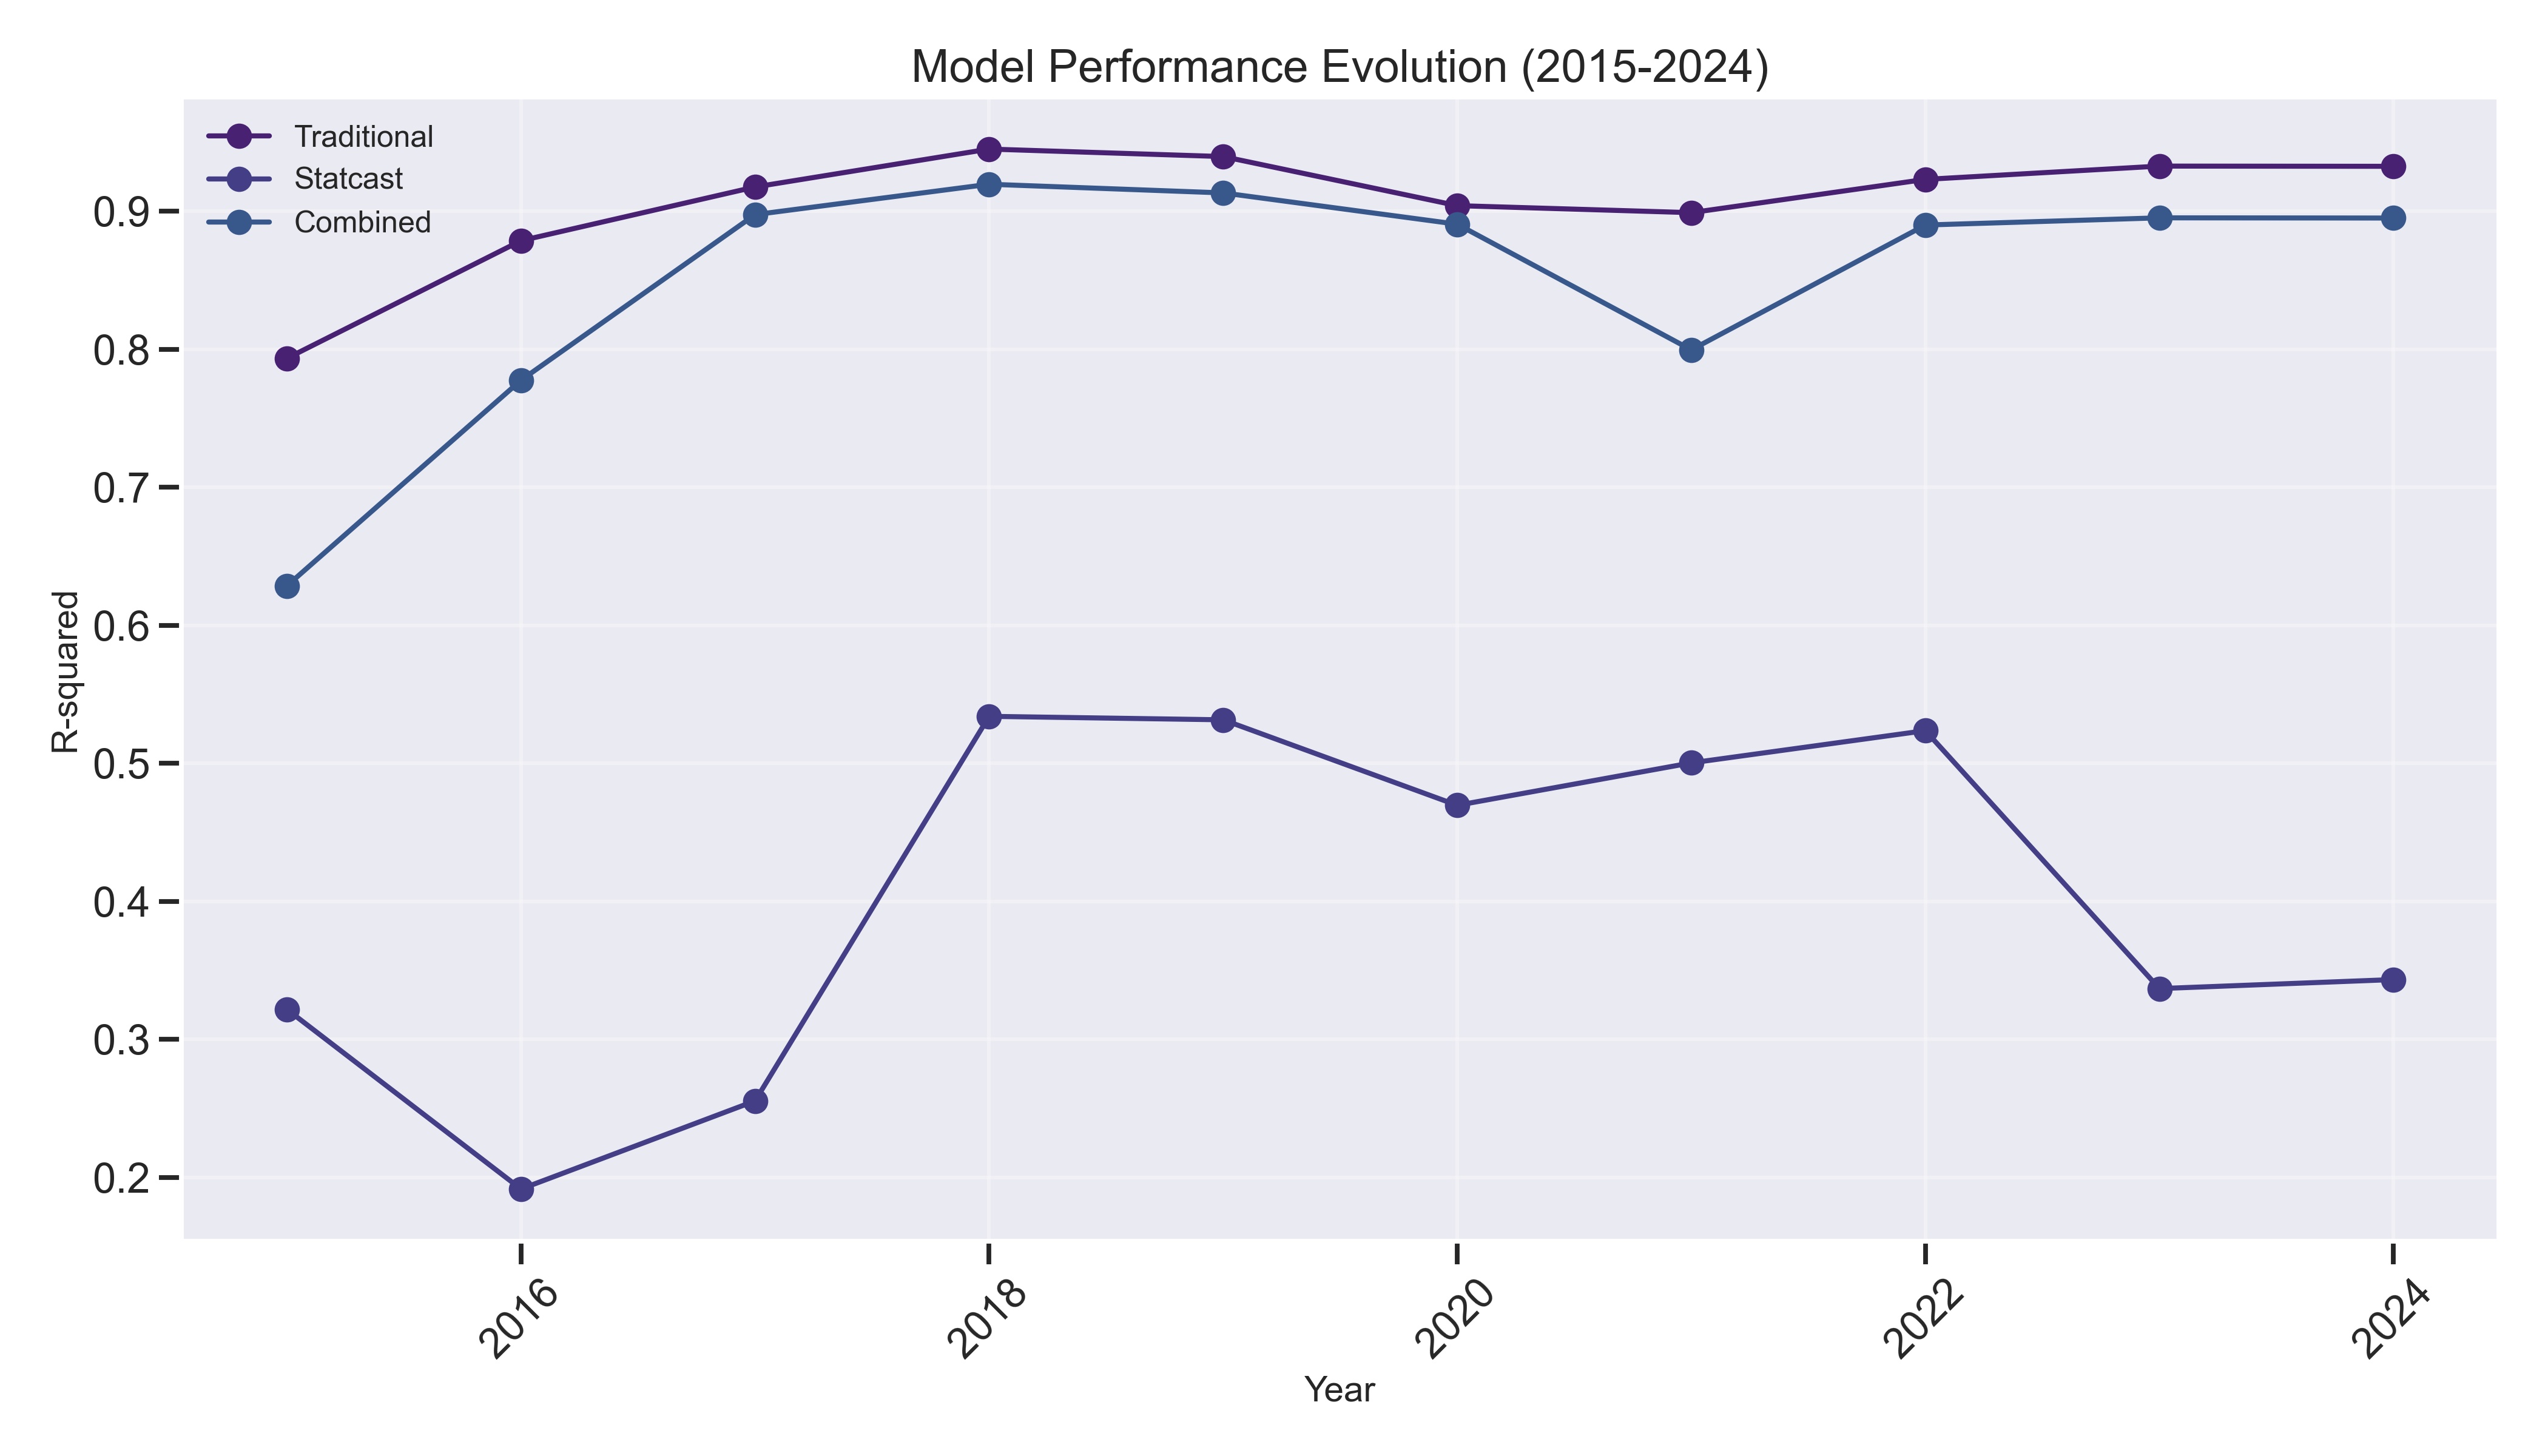 Model Performance Evolution (2015-2024)
Traditional
Statcast
Combined
0.9
0.8
0.7
0.6
0.5
0.4
0.3
0.2
R-squared
2016
2018
2020
2022
2024
Year